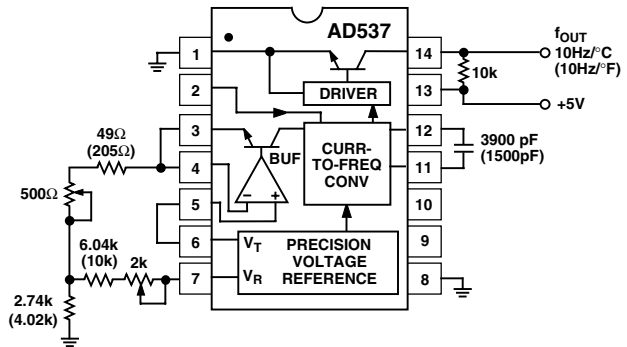 AD537
1
2
3
4
5
6
7
14
13
12
11
10
9
8
DRIVER
BUF
CURR-
TO-FREQ
CONV
– +
V_T
V_R
PRECISION
VOLTAGE
REFERENCE
f_OUT
10Hz/°C
(10Hz/°F)
10k
+5V
3900 pF
(1500pF)
49Ω
(205Ω)
500Ω
6.04k
(10k)
2k
2.74k
(4.02k)